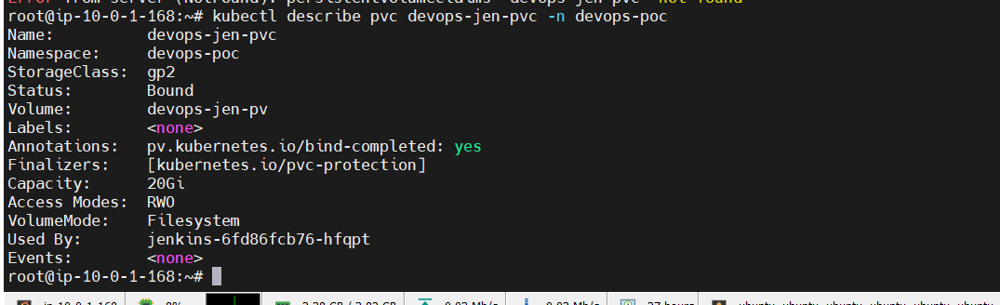 Error from server (NotFound): persistentvolumeclaims "devops-jen-pvc" not found
root@ip-10-0-1-168:~# kubectl describe pvc devops-jen-pvc -n devops-poc
Name:          devops-jen-pvc
Namespace:     devops-poc
StorageClass:  gp2
Status:        Bound
Volume:        devops-jen-pv
Labels:        <none>
Annotations:   pv.kubernetes.io/bind-completed: yes
Finalizers:    [kubernetes.io/pvc-protection]
Capacity:      20Gi
Access Modes:  RWO
VolumeMode:    Filesystem
Used By:       jenkins-6fd86fcb76-hfqpt
Events:        <none>
root@ip-10-0-1-168:~#